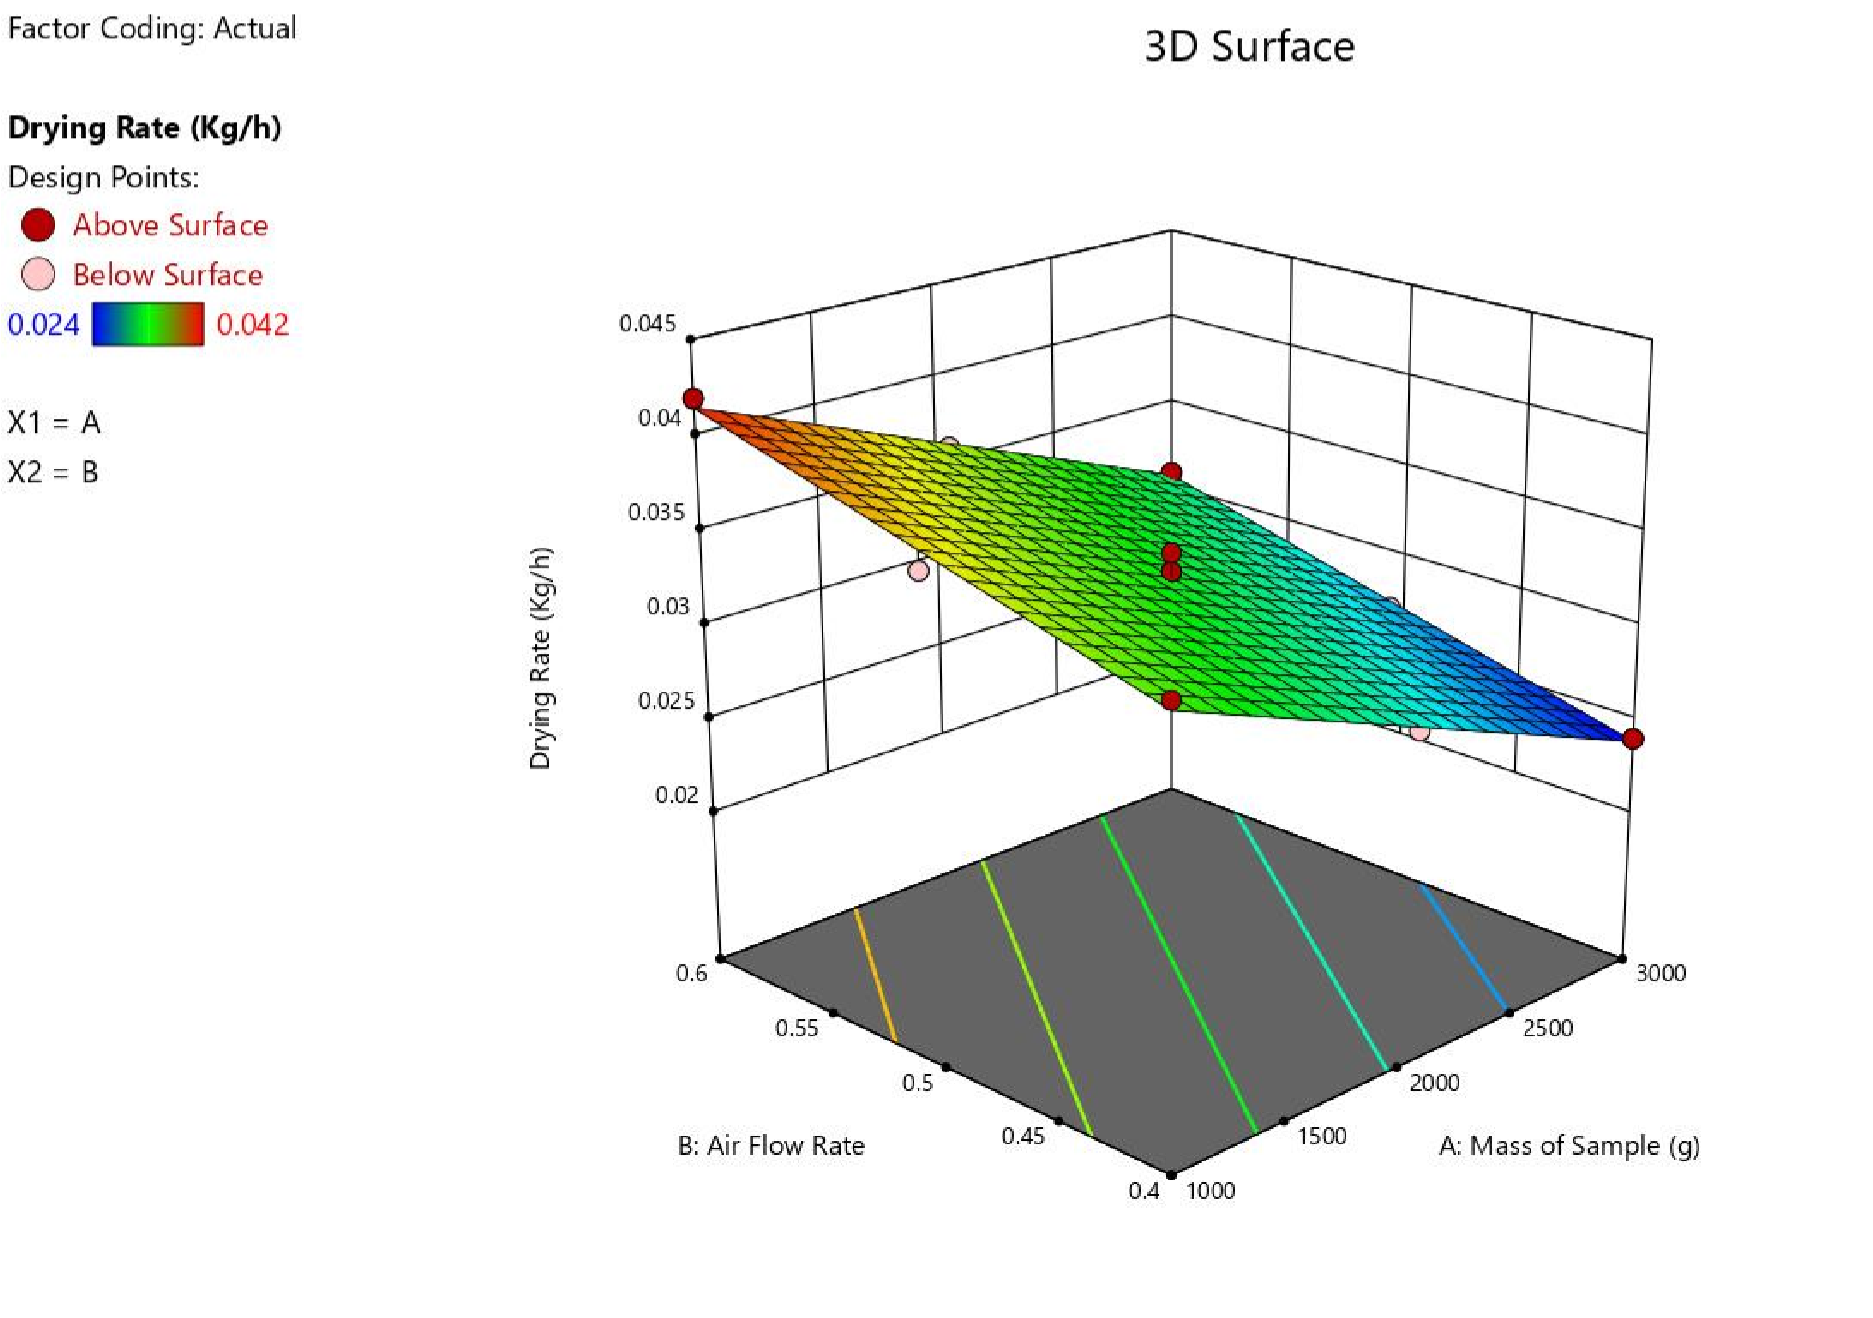 Factor Coding: Actual
3D Surface
Drying Rate (Kg/h)
Design Points:
Above Surface
Below Surface
0.024 0.042
X1 = A
X2 = B
0.045
0.04
0.035
0.03
0.025
0.02
Drying Rate (Kg/h)
0.6
0.55
0.5
0.45
0.4
B: Air Flow Rate
3000
2500
2000
1500
1000
A: Mass of Sample (g)